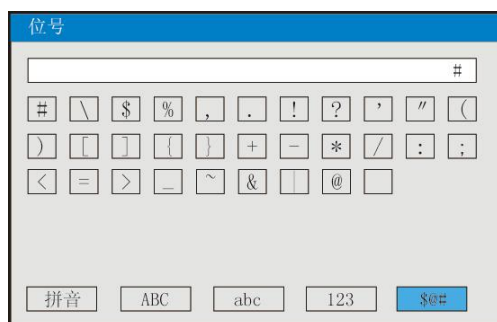 位号
#
# \ $ % , . ! ? ’ ″ (
) [ ] { } + - * / : ;
< = > _ ~ & | @
拼音 ABC abc 123 $@#